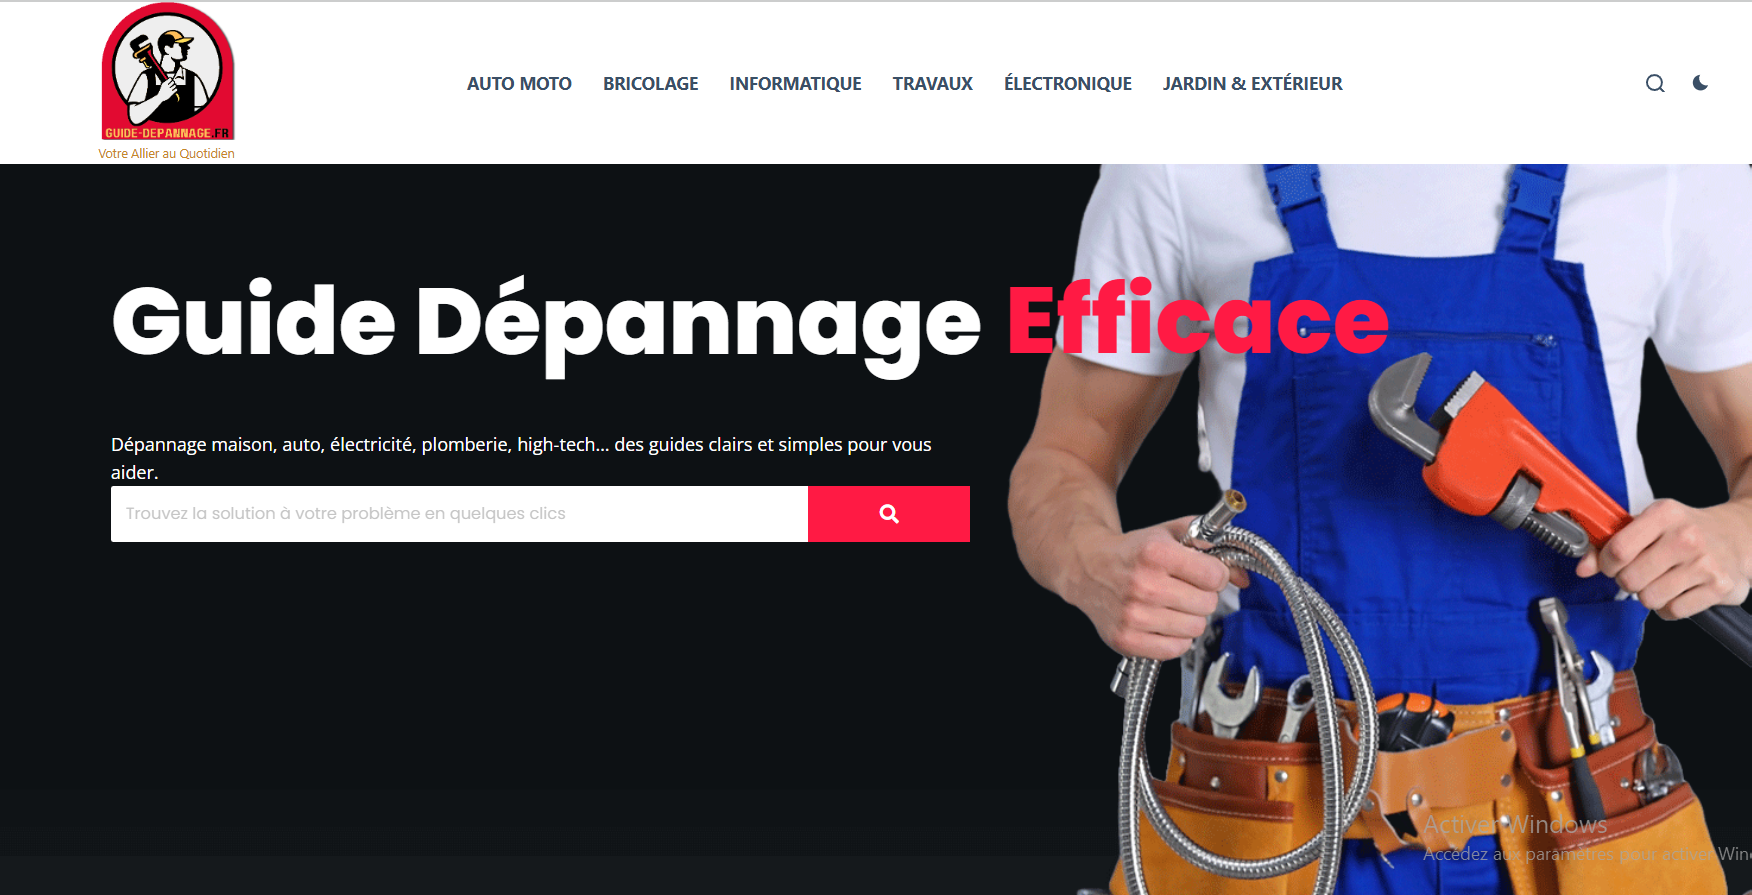 GUIDE-DEPANNAGE.FR
Votre Allier au Quotidien
AUTO MOTO BRICOLAGE INFORMATIQUE TRAVAUX ÉLECTRONIQUE JARDIN & EXTÉRIEUR
Guide Dépannage Efficace
Dépannage maison, auto, électricité, plomberie, high-tech... des guides clairs et simples pour vous
aider.
Trouvez la solution à votre problème en quelques clics
Activer Windows
Accédez aux paramètres pour activer Win